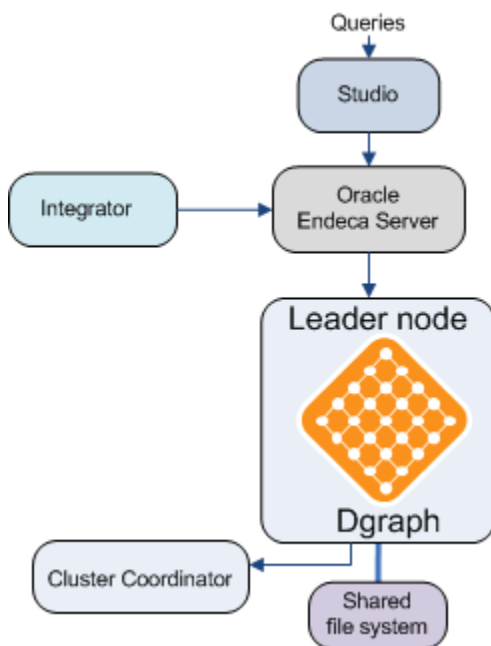 Queries
Studio
Integrator
Oracle
Endeca Server
Leader node
Dgraph
Cluster Coordinator
Shared
file system